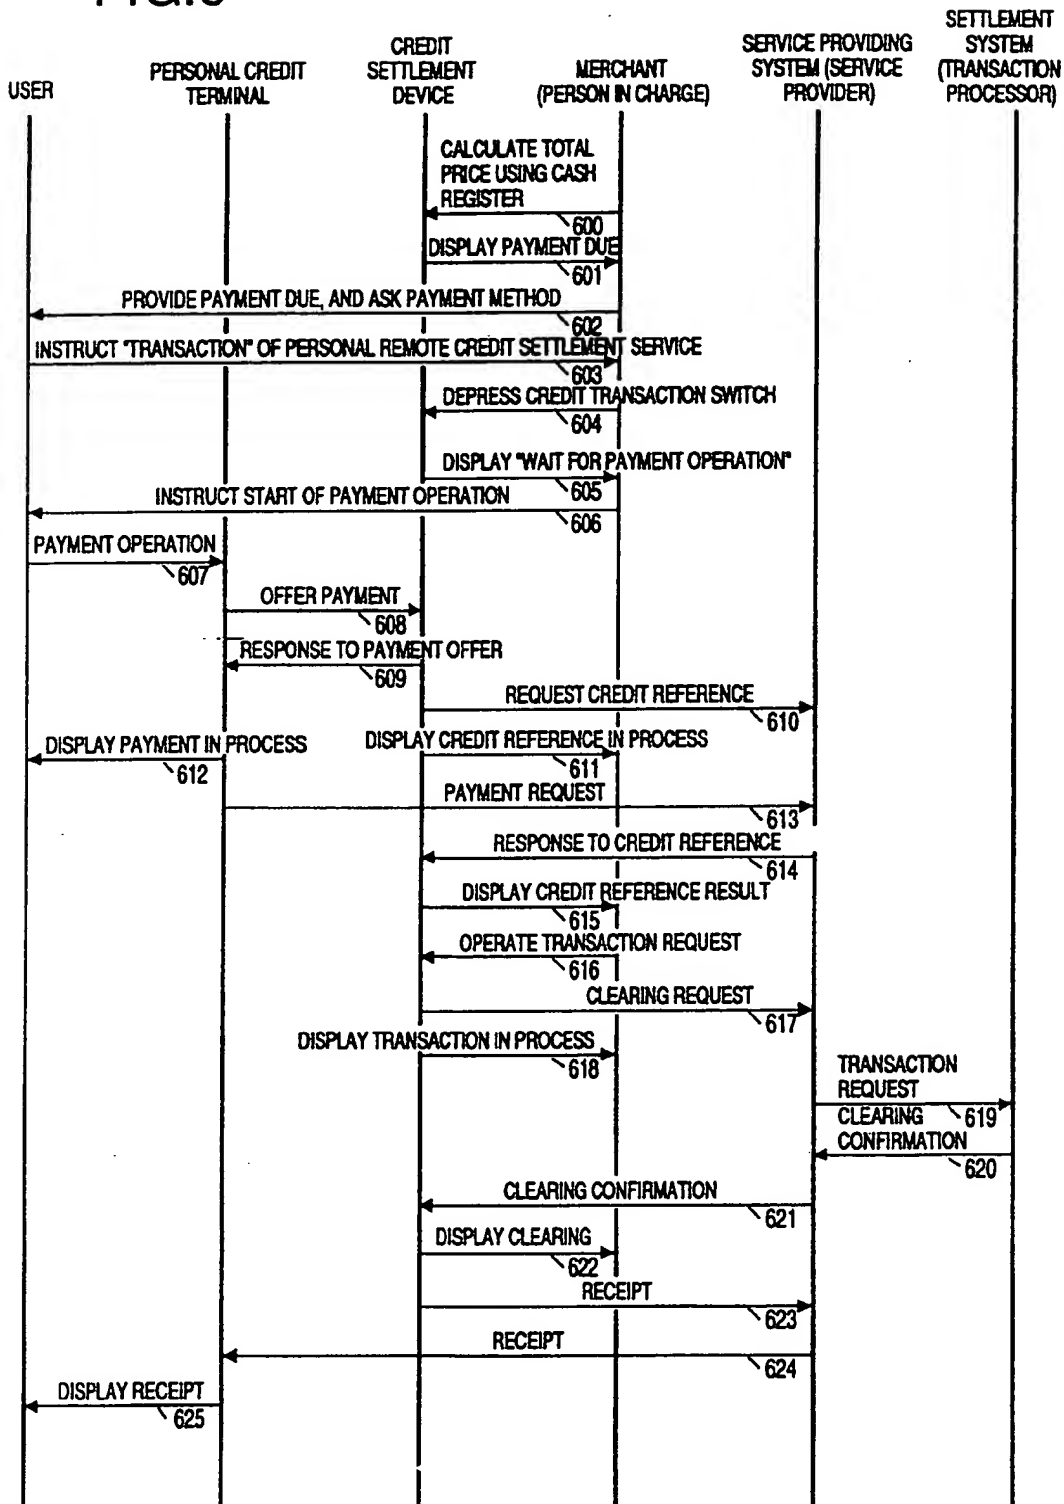 USER
PERSONAL CREDIT
TERMINAL
CREDIT
SETTLEMENT
DEVICE
MERCHANT
(PERSON IN CHARGE)
SERVICE PROVIDING
SYSTEM (SERVICE
PROVIDER)
SETTLEMENT
SYSTEM
(TRANSACTION
PROCESSOR)
CALCULATE TOTAL
PRICE USING CASH
REGISTER
600
DISPLAY PAYMENT DUE
601
PROVIDE PAYMENT DUE, AND ASK PAYMENT METHOD
602
INSTRUCT "TRANSACTION" OF PERSONAL REMOTE CREDIT SETTLEMENT SERVICE
603
DEPRESS CREDIT TRANSACTION SWITCH
604
DISPLAY "WAIT FOR PAYMENT OPERATION"
605
INSTRUCT START OF PAYMENT OPERATION
606
PAYMENT OPERATION
607
OFFER PAYMENT
608
RESPONSE TO PAYMENT OFFER
609
REQUEST CREDIT REFERENCE
610
DISPLAY CREDIT REFERENCE IN PROCESS
611
DISPLAY PAYMENT IN PROCESS
612
PAYMENT REQUEST
613
RESPONSE TO CREDIT REFERENCE
614
DISPLAY CREDIT REFERENCE RESULT
615
OPERATE TRANSACTION REQUEST
616
CLEARING REQUEST
617
DISPLAY TRANSACTION IN PROCESS
618
TRANSACTION
REQUEST
619
CLEARING
CONFIRMATION
620
CLEARING CONFIRMATION
621
DISPLAY CLEARING
622
RECEIPT
623
RECEIPT
624
DISPLAY RECEIPT
625